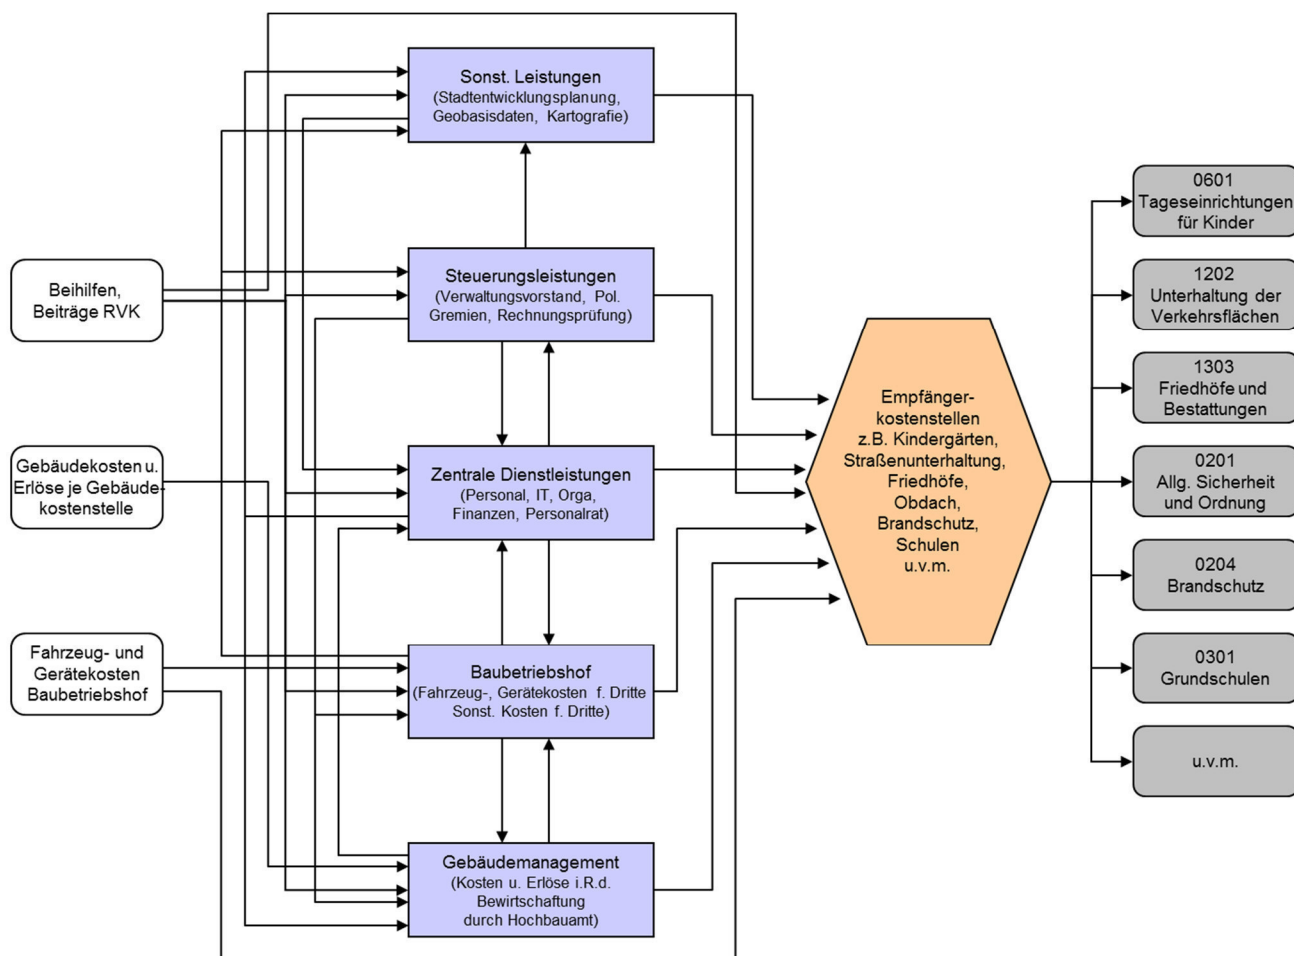 Beihilfen,
Beiträge RVK
Gebäudekosten u.
Erlöse je Gebäude-
kostenstelle
Fahrzeug- und
Gerätekosten
Baubetriebshof
Sonst. Leistungen
(Stadtentwicklungsplanung,
Geobasisdaten, Kartografie)
Steuerungsleistungen
(Verwaltungsvorstand, Pol.
Gremien, Rechnungsprüfung)
Zentrale Dienstleistungen
(Personal, IT, Orga,
Finanzen, Personalrat)
Baubetriebshof
(Fahrzeug-, Gerätekosten f. Dritte
Sonst. Kosten f. Dritte)
Gebäudemanagement
(Kosten u. Erlöse i.R.d.
Bewirtschaftung
durch Hochbauamt)
Empfänger-
kostenstellen
z.B. Kindergärten,
Straßenunterhaltung,
Friedhöfe,
Obdach,
Brandschutz,
Schulen
u.v.m.
0601
Tageseinrichtungen
für Kinder
1202
Unterhaltung der
Verkehrsflächen
1303
Friedhöfe und
Bestattungen
0201
Allg. Sicherheit
und Ordnung
0204
Brandschutz
0301
Grundschulen
u.v.m.